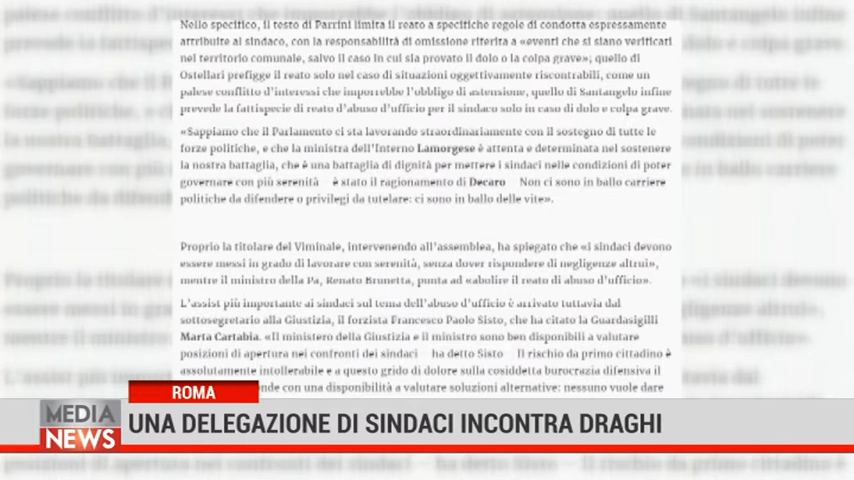 Nello specifico, il testo di Parrini limita il reato a specifiche regole di condotta espressamente
attribuite al sindaco, con la responsabilità di omissione riferita a «eventi che si siano verificati
nel territorio comunale, salvo il caso in cui sia provato il dolo o la colpa grave»; quello di
Ostellari prefigge il reato solo nel caso di situazioni oggettivamente riscontrabili, come un
palese conflitto d'interessi che imporrebbe l'obbligo di astensione, quello di Santangelo infine
prevede la fattispecie di reato d'abuso d'ufficio per il sindaco solo in caso di dolo e colpa grave.
«Sappiamo che il Parlamento ci sta lavorando straordinariamente con il sostegno di tutte le
forze politiche, e che la ministra dell'Interno Lamorgese è attenta e determinata nel sostenere
la nostra battaglia, che è una battaglia di dignità per mettere i sindaci nelle condizioni di poter
governare con più serenità – è stato il ragionamento di Decaro – Non ci sono in ballo carriere
politiche da difendere o privilegi da tutelare: ci sono in ballo delle vite».
Proprio la titolare del Viminale, intervenendo all'assemblea, ha spiegato che «i sindaci devono
essere messi in grado di lavorare con serenità, senza dover rispondere di negligenze altrui»,
mentre il ministro della Pa, Renato Brunetta, punta ad «abolire il reato di abuso d'ufficio».
L'assist più importante ai sindaci sul tema dell'abuso d'ufficio è arrivato tuttavia dal
sottosegretario alla Giustizia, il forzista Francesco Paolo Sisto, che ha citato la Guardasigilli
Marta Cartabia. «Il ministero della Giustizia e il ministro sono ben disponibili a valutare
posizioni di apertura nei confronti dei sindaci – ha detto Sisto – Il rischio da primo cittadino è
assolutamente intollerabile e a questo grido di dolore sulla cosiddetta burocrazia difensiva il
con una disponibilità a valutare soluzioni alternative: nessuno vuole dare
ROMA
MEDIA
NEWS
UNA DELEGAZIONE DI SINDACI INCONTRA DRAGHI